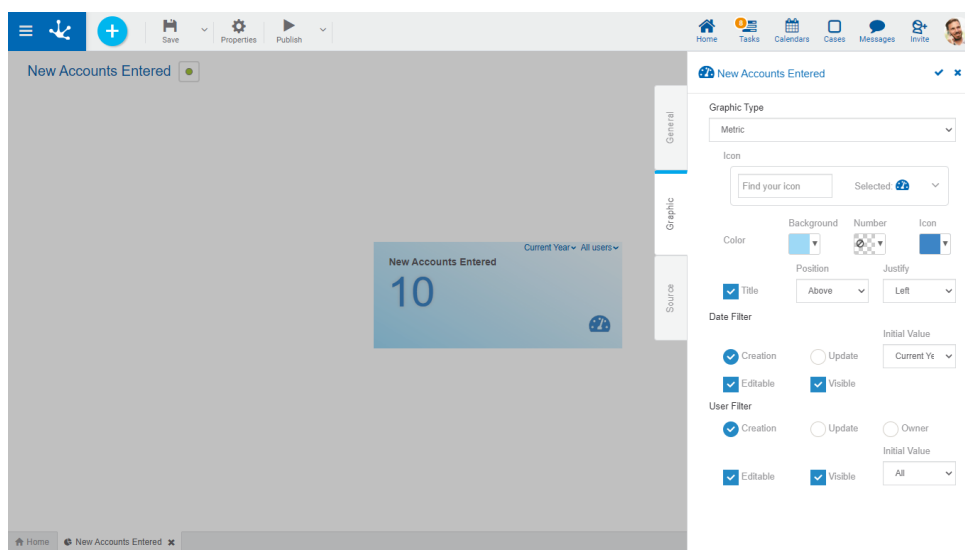 Save
Properties
Publish
Home
6
Tasks
Calendars
Cases
Messages
Invite
New Accounts Entered
General
Graphic
Source
Current Year
All users
New Accounts Entered
10
New Accounts Entered
Graphic Type
Metric
Icon
Find your icon
Selected:
Background Number Icon
Color
Position Justify
Title Above Left
Date Filter
Initial Value
Creation Update Current Ye
Editable Visible
User Filter
Creation Update Owner
Initial Value
Editable Visible All
Home New Accounts Entered